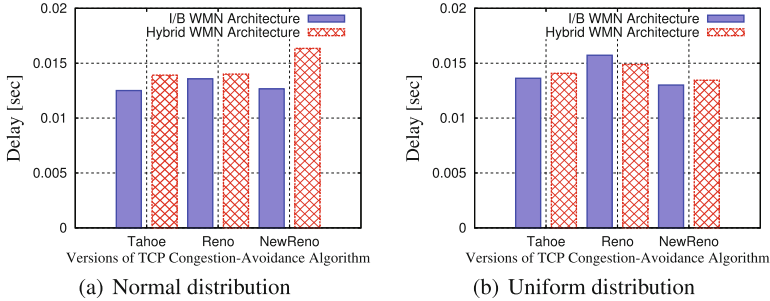 0.02
0.015
0.01
0.005
0
Delay [sec]
I/B WMN Architecture
Hybrid WMN Architecture
Tahoe Reno NewReno
Versions of TCP Congestion-Avoidance Algorithm
(a) Normal distribution
0.02
0.015
0.01
0.005
0
Delay [sec]
I/B WMN Architecture
Hybrid WMN Architecture
Tahoe Reno NewReno
Versions of TCP Congestion-Avoidance Algorithm
(b) Uniform distribution